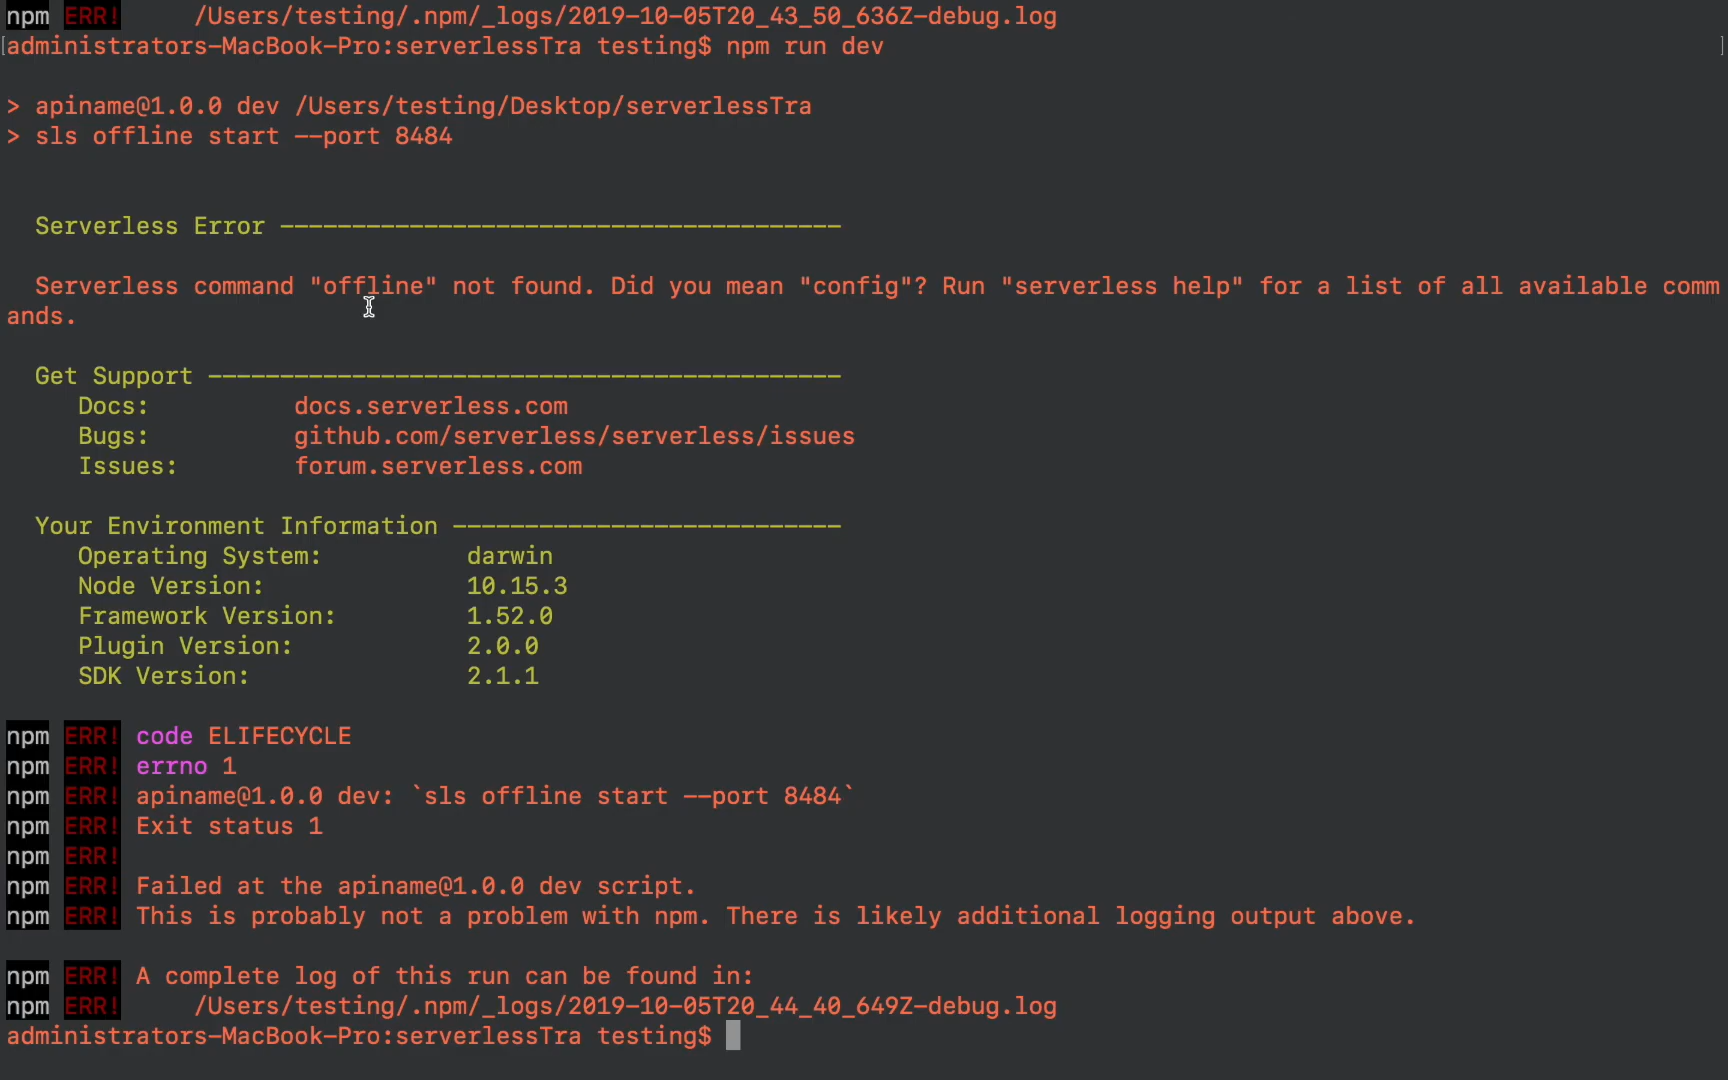 npm ERR!     /Users/testing/.npm/_logs/2019-10-05T20_43_50_636Z-debug.log
[administrators-MacBook-Pro:serverlessTra testing$ npm run dev ]
> apiname@1.0.0 dev /Users/testing/Desktop/serverlessTra
> sls offline start --port 8484
Serverless Error ---------------------------------------
Serverless command "offline" not found. Did you mean "config"? Run "serverless help" for a list of all available comm
ands.
Get Support --------------------------------------------
Docs:          docs.serverless.com
Bugs:          github.com/serverless/serverless/issues
Issues:        forum.serverless.com
Your Environment Information ---------------------------
Operating System:          darwin
Node Version:              10.15.3
Framework Version:         1.52.0
Plugin Version:            2.0.0
SDK Version:               2.1.1
npm ERR! code ELIFECYCLE
npm ERR! errno 1
npm ERR! apiname@1.0.0 dev: `sls offline start --port 8484`
npm ERR! Exit status 1
npm ERR!
npm ERR! Failed at the apiname@1.0.0 dev script.
npm ERR! This is probably not a problem with npm. There is likely additional logging output above.
npm ERR! A complete log of this run can be found in:
npm ERR!     /Users/testing/.npm/_logs/2019-10-05T20_44_40_649Z-debug.log
administrators-MacBook-Pro:serverlessTra testing$